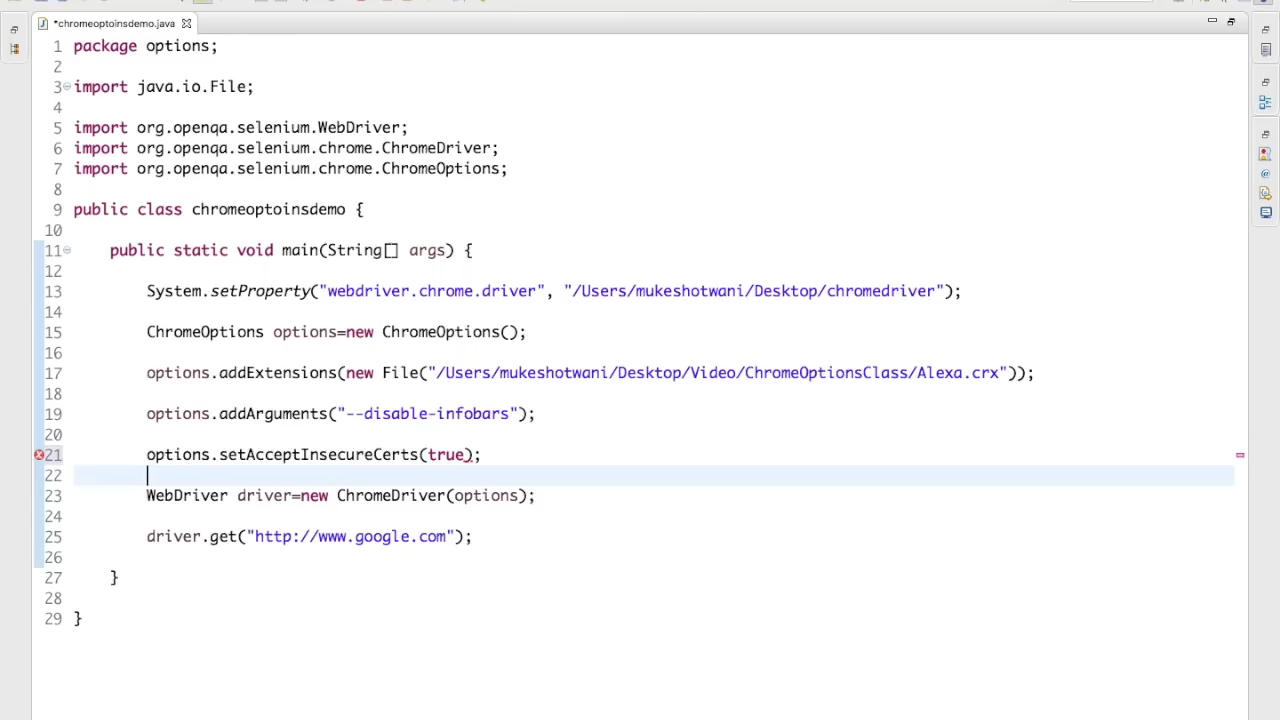 *chromeoptoinsdemo.java
1 package options;
2
3 import java.io.File;
4
5 import org.openqa.selenium.WebDriver;
6 import org.openqa.selenium.chrome.ChromeDriver;
7 import org.openqa.selenium.chrome.ChromeOptions;
8
9 public class chromeoptoinsdemo {
10
11 public static void main(String[] args) {
12
13 System.setProperty("webdriver.chrome.driver", "/Users/mukeshotwani/Desktop/chromedriver");
14
15 ChromeOptions options=new ChromeOptions();
16
17 options.addExtensions(new File("/Users/mukeshotwani/Desktop/Video/ChromeOptionsClass/Alexa.crx"));
18
19 options.addArguments("--disable-infobars");
20
21 options.setAcceptInsecureCerts(true);
22
23 WebDriver driver=new ChromeDriver(options);
24
25 driver.get("http://www.google.com");
26
27 }
28
29 }